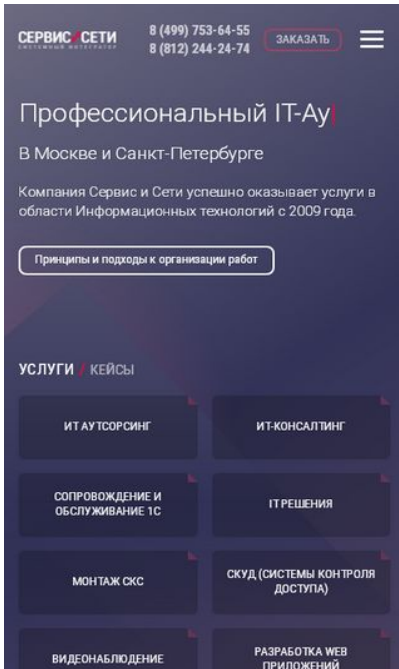 СЕРВИС СЕТИ
СИСТЕМНЫЙ ИНТЕГРАТОР
8 (499) 753-64-55
8 (812) 244-24-74
ЗАКАЗАТЬ
Профессиональный IT-Ау
В Москве и Санкт-Петербурге
Компания Сервис и Сети успешно оказывает услуги в
области Информационных технологий с 2009 года.
Принципы и подходы к организации работ
УСЛУГИ / КЕЙСЫ
ИТ АУТСОРСИНГ
ИТ-КОНСАЛТИНГ
СОПРОВОЖДЕНИЕ И
ОБСЛУЖИВАНИЕ 1С
IT РЕШЕНИЯ
МОНТАЖ СКС
СКУД (СИСТЕМЫ КОНТРОЛЯ
ДОСТУПА)
ВИДЕОНАБЛЮДЕНИЕ
РАЗРАБОТКА WEB
ПРИЛОЖЕНИЙ